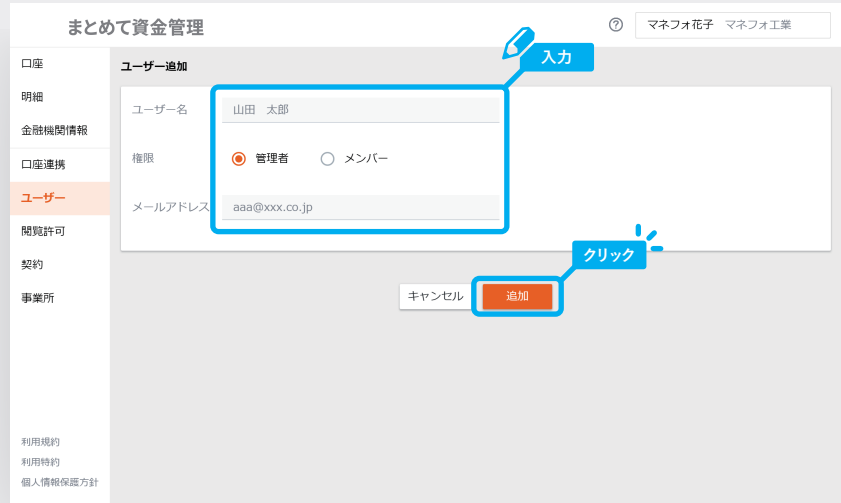 まとめて資金管理
マネフォ花子 マネフォ工業
口座
明細
金融機関情報
口座連携
ユーザー
閲覧許可
契約
事業所
利用規約
利用特約
個人情報保護方針
ユーザー追加
入力
ユーザー名 山田 太郎
権限 管理者 メンバー
メールアドレス aaa@xxx.co.jp
クリック
キャンセル 追加